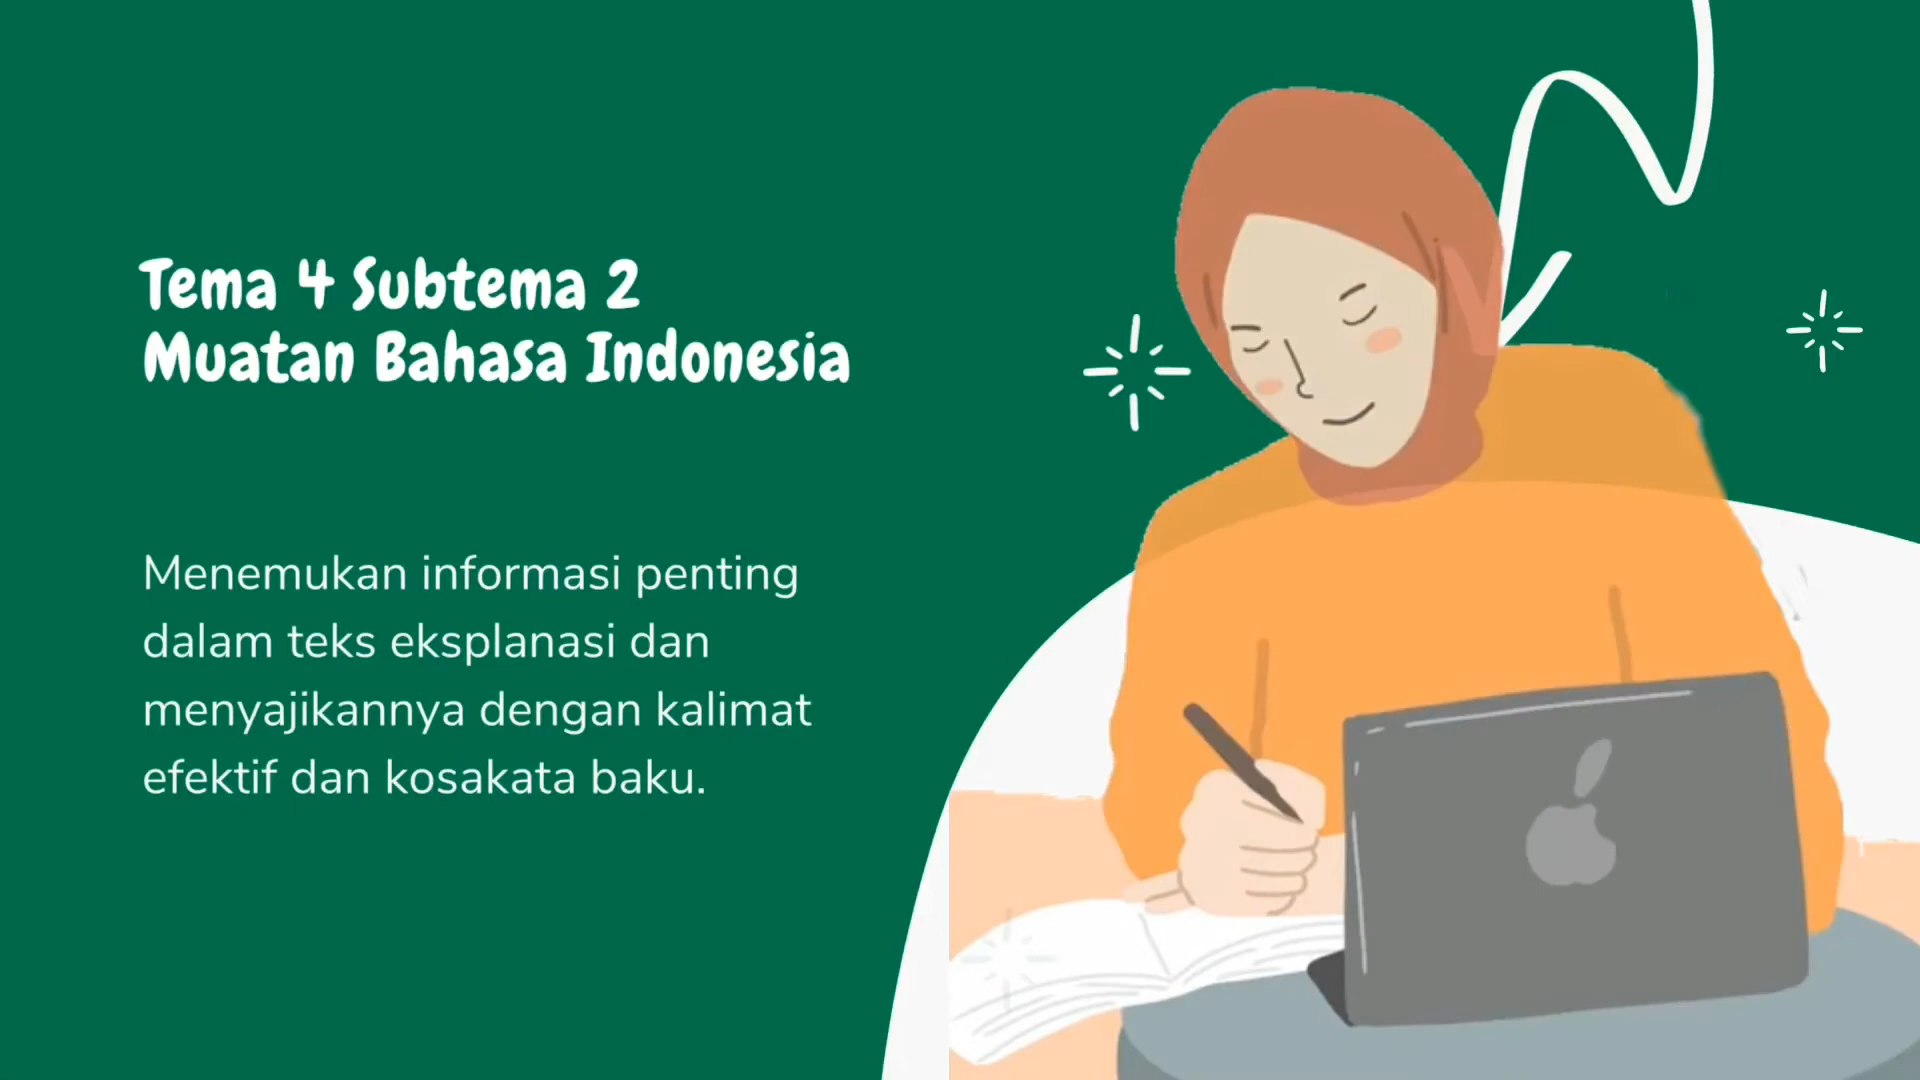 Tema 4 Subtema 2
Muatan Bahasa Indonesia
Menemukan informasi penting
dalam teks eksplanasi dan
menyajikannya dengan kalimat
efektif dan kosakata baku.